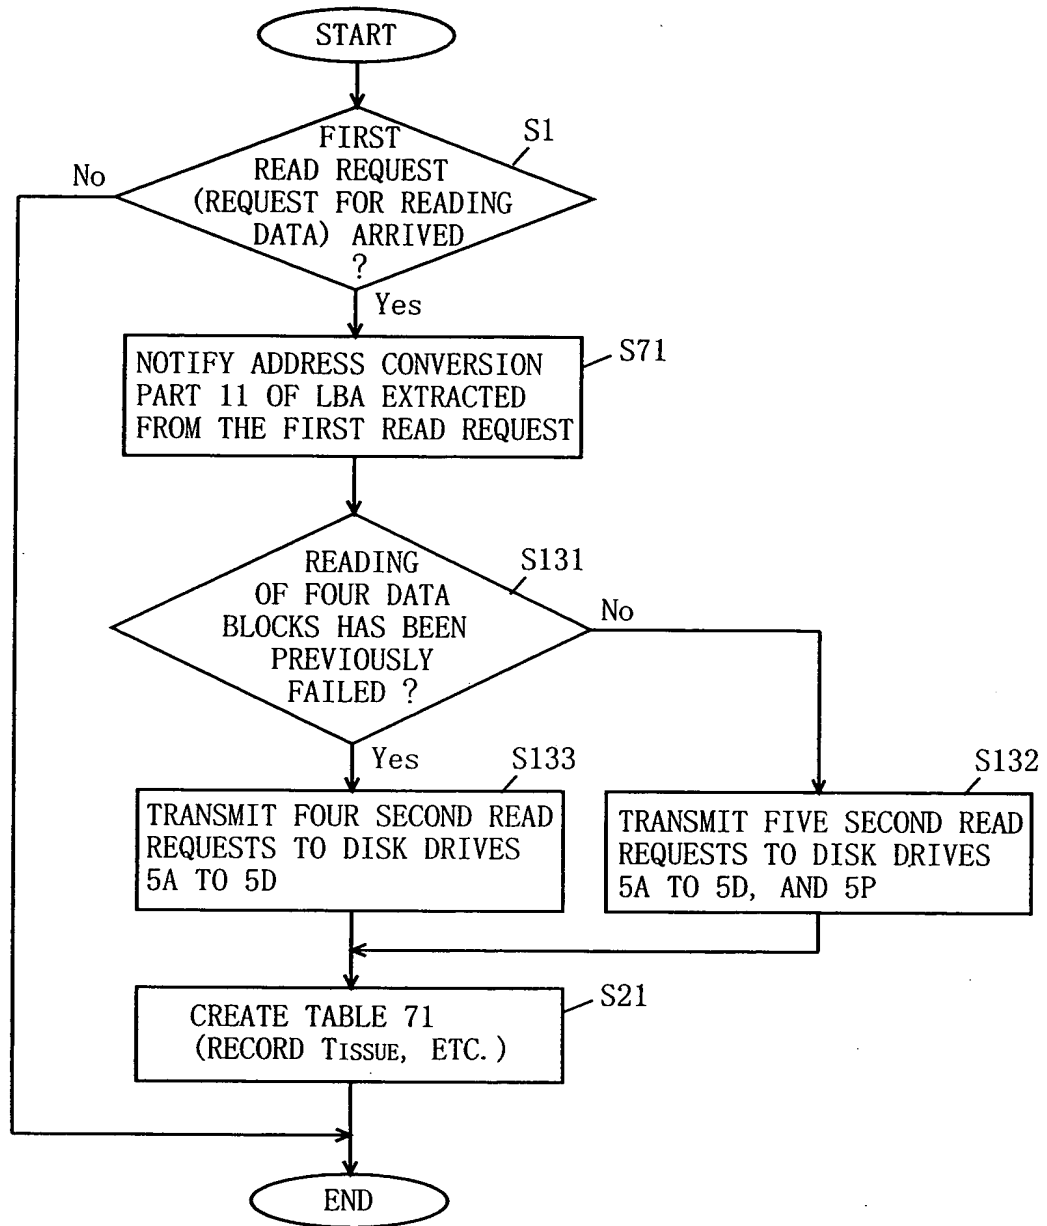 START
FIRST
READ REQUEST
(REQUEST FOR READING
DATA) ARRIVED
?
S1
No
Yes
NOTIFY ADDRESS CONVERSION
PART 11 OF LBA EXTRACTED
FROM THE FIRST READ REQUEST
S71
READING
OF FOUR DATA
BLOCKS HAS BEEN
PREVIOUSLY
FAILED ?
S131
No
Yes
S133
TRANSMIT FOUR SECOND READ
REQUESTS TO DISK DRIVES
5A TO 5D
S132
TRANSMIT FIVE SECOND READ
REQUESTS TO DISK DRIVES
5A TO 5D, AND 5P
CREATE TABLE 71
(RECORD TISSUE, ETC.)
S21
END